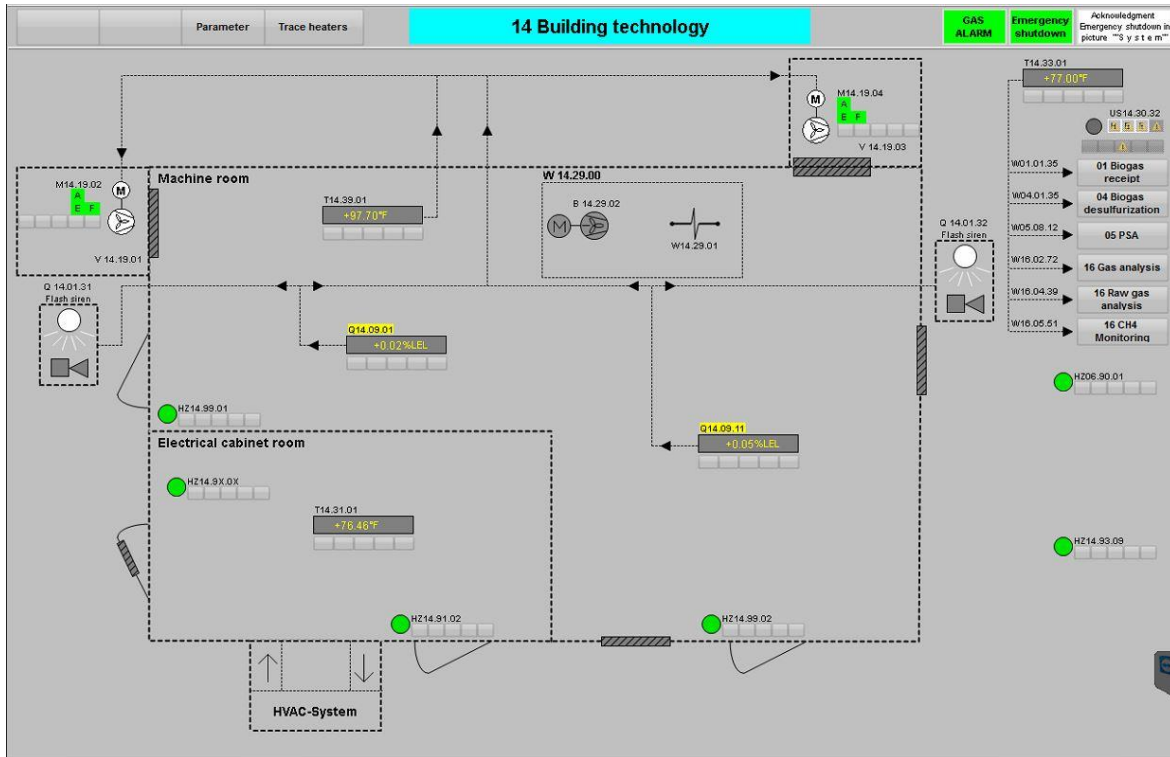 Parameter
Trace heaters
14 Building technology
GAS
ALARM
Emergency
shutdown
Acknowledgment
Emergency shutdown in
picture ""S y s t e m""
T14.33.01
+77.00°F
M14.19.04
A
E F
M
V 14.19.03
US14.30.32
W01.01.35
01 Biogas
receipt
W04.01.35
04 Biogas
desulfurization
W05.08.12
05 PSA
W16.02.72
16 Gas analysis
W16.04.39
16 Raw gas
analysis
W16.05.51
16 CH4
Monitoring
M14.19.02
A
E F
M
V 14.19.01
Machine room
T14.39.01
+97.70°F
W 14.29.00
B 14.29.02
M
W14.29.01
Q 14.01.32
Flash siren
Q 14.01.31
Flash siren
Q14.09.01
+0.02%LEL
HZ06.90.01
HZ14.99.01
Q14.09.11
+0.05%LEL
Electrical cabinet room
HZ14.9X.0X
T14.31.01
+76.46°F
HZ14.93.09
HZ14.91.02
HZ14.99.02
HVAC-System